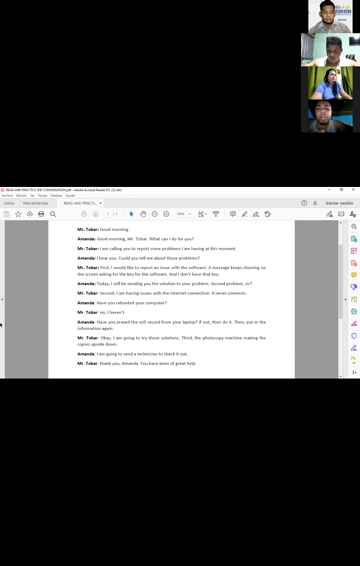 READ AND PRACTICE THE CONVERSATION.pdf - Adobe Acrobat Reader DC (32-bit)
Inicio
Herramientas
READ AND PRACTI...
Iniciar sesión
Mr. Tobar: Good morning.
Amanda: Good morning, Mr. Tobar. What can I do for you?
Mr. Tobar: I am calling you to report some problems I am having at this moment.
Amanda: I hear you. Could you tell me about those problems?
Mr. Tobar: First, I would like to report an issue with the software. A message keeps showing on
the screen asking for the key for the software. And I don't have that key.
Amanda: Today, I will be sending you the solution to your problem. Second problem, sir?
Mr. Tobar: Second, I am having issues with the internet connection. It never connects.
Amanda: Have you rebooted your computer?
Mr. Tobar: no, I haven't
Amanda: Have you erased the wifi record from your laptop? If not, then do it. Then, put in the
information again.
Mr. Tobar: Okay, I am going to try those solutions. Third, the photocopy machine making the
copies upside down.
Amanda: I am going to send a technician to check it out.
Mr. Tobar: thank you, Amanda. You have been of great help